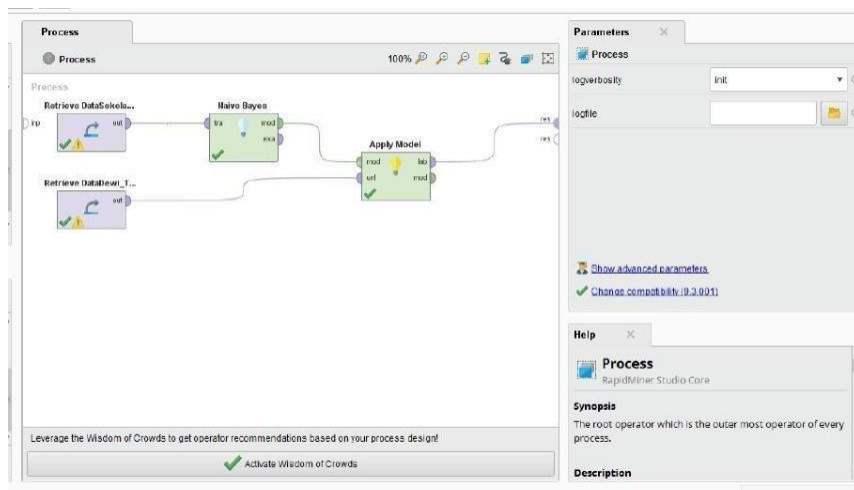 Process
Process
100%
Process
Retrieve DataSekola...
inp
out
Naive Bayes
tra
mod
exa
Apply Model
mod
unl
lab
mod
res
res
Retrieve DataDewi_T...
out
Leverage the Wisdom of Crowds to get operator recommendations based on your process design!
Activate Wisdom of Crowds
Parameters
Process
logverbosity
init
logfile
Show advanced parameters
Change compatibility (9.3.001)
Help
Process
RapidMiner Studio Core
Synopsis
The root operator which is the outer most operator of every
process.
Description